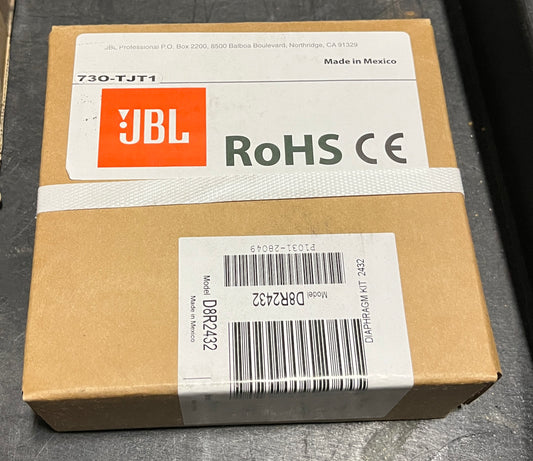 JBL Professional P.O. Box 2200, 8500 Balboa Boulevard, Northridge, CA 91329
Made in Mexico
730-TJT1
JBL
RoHS CE
P1031-28049
Model D8R2432
DIAPHRAGM KIT 2432
Model D8R2432
Made in Mexico